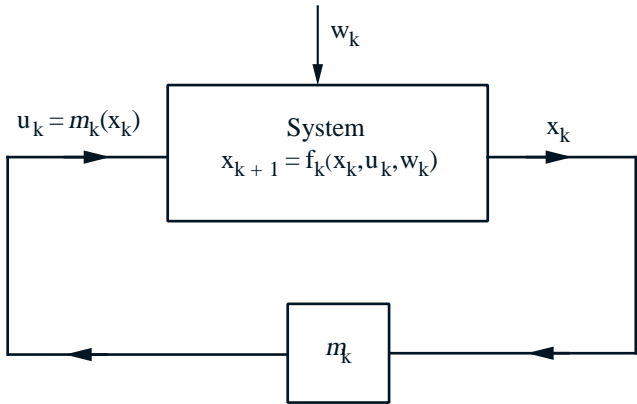 w_k
u_k = m_k(x_k)
System
x_k
x_{k + 1} = f_k(x_k,u_k,w_k)
m_k